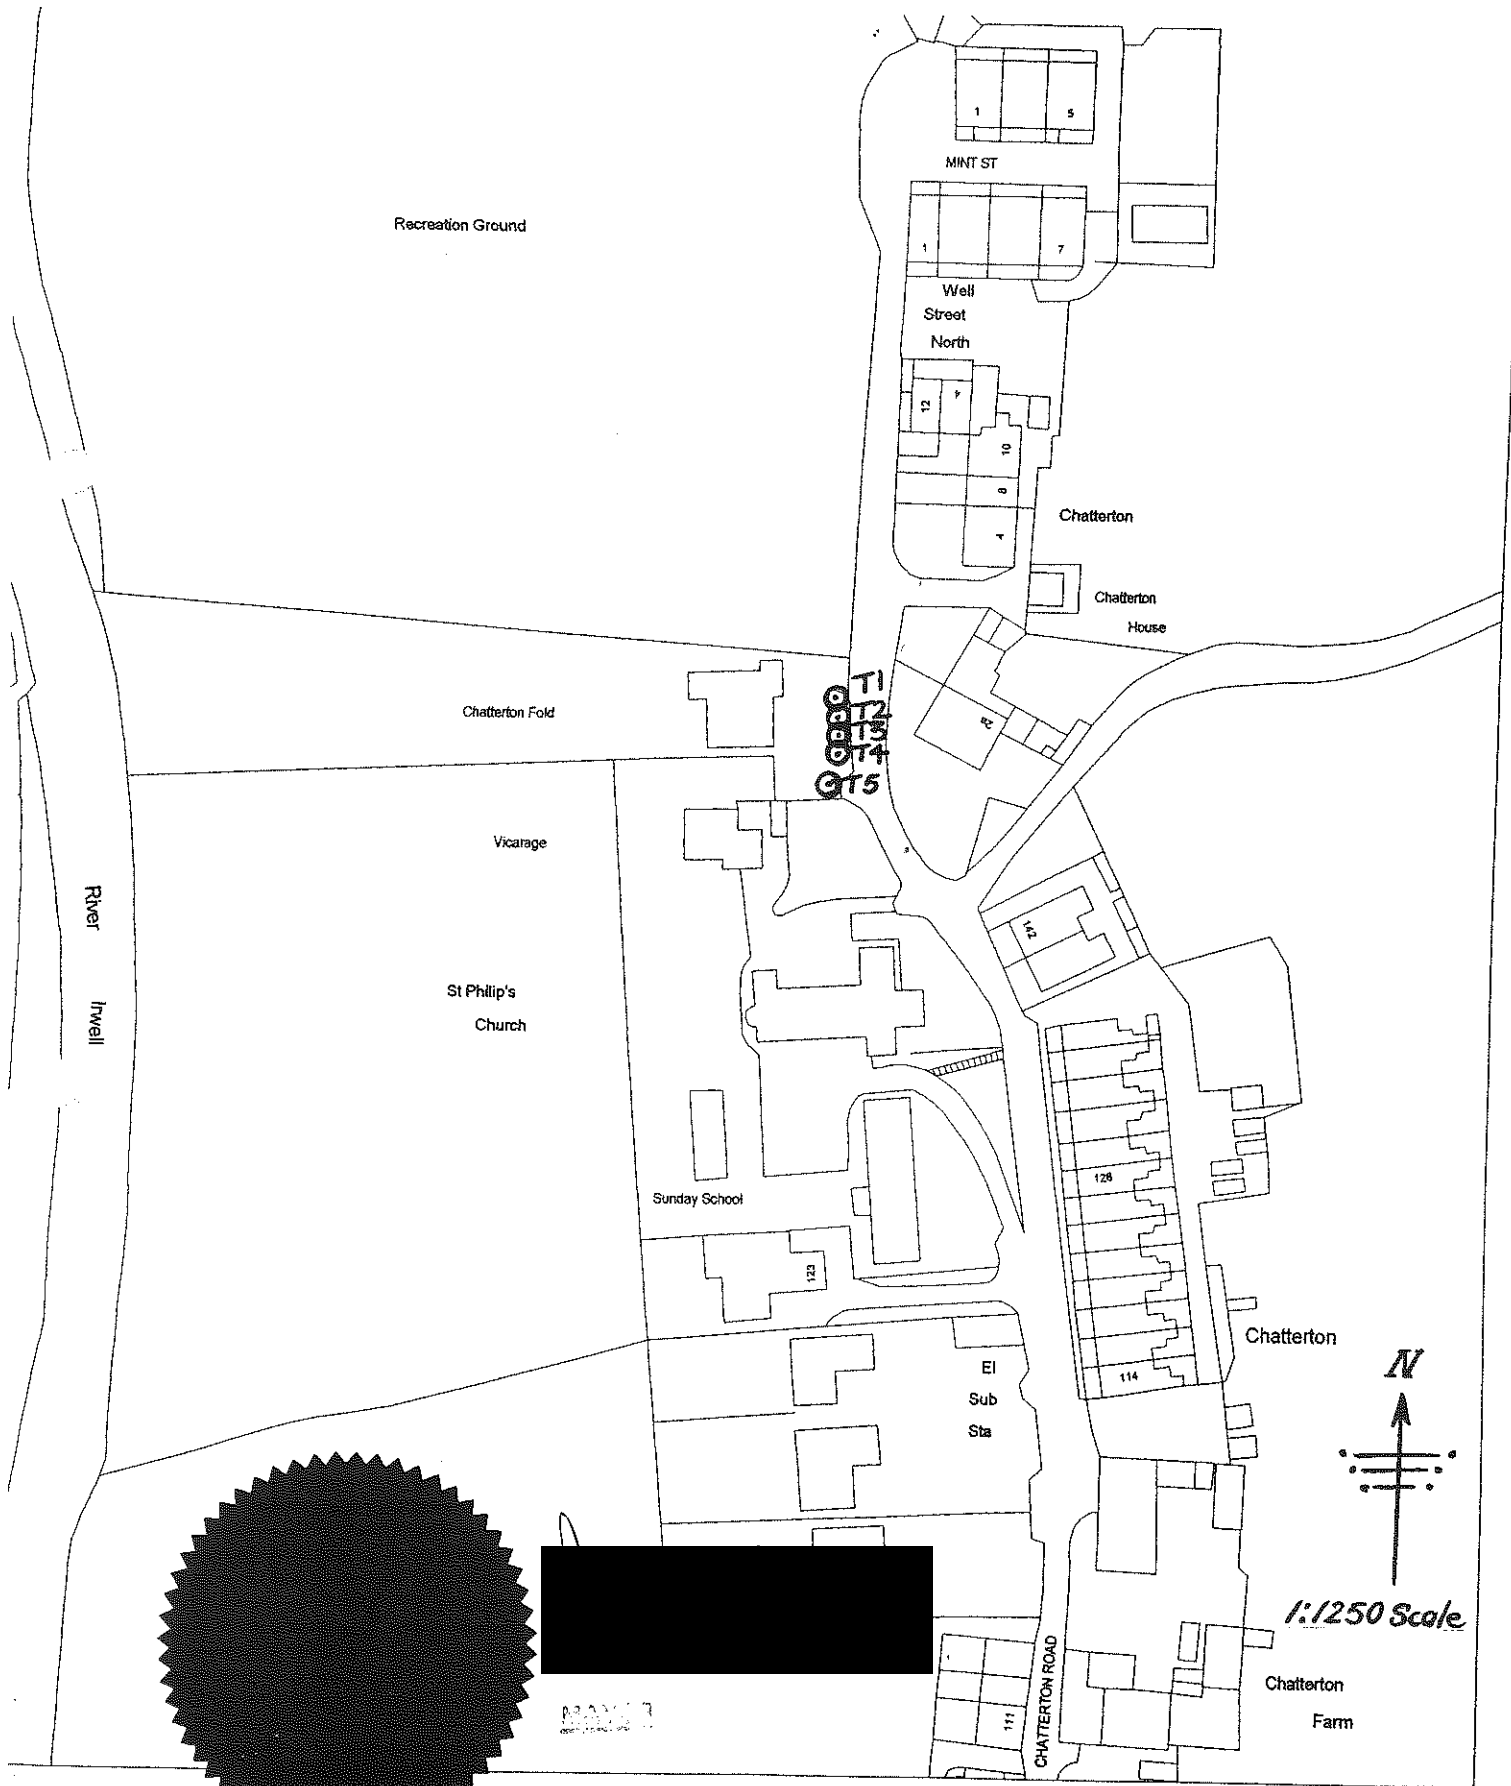 1
5
MINT ST
Recreation Ground
1
7
Well
Street
North
12
4
10
8
4
Chatterton
Chatterton
House
T1
T2
T3
T4
T5
Chatterton Fold
Vicarage
142
River Irwell
St Philip's
Church
Sunday School
128
123
Chatterton
114
El
Sub
Sta
N
1:1250 Scale
CHATTERTON ROAD
111
Chatterton
Farm